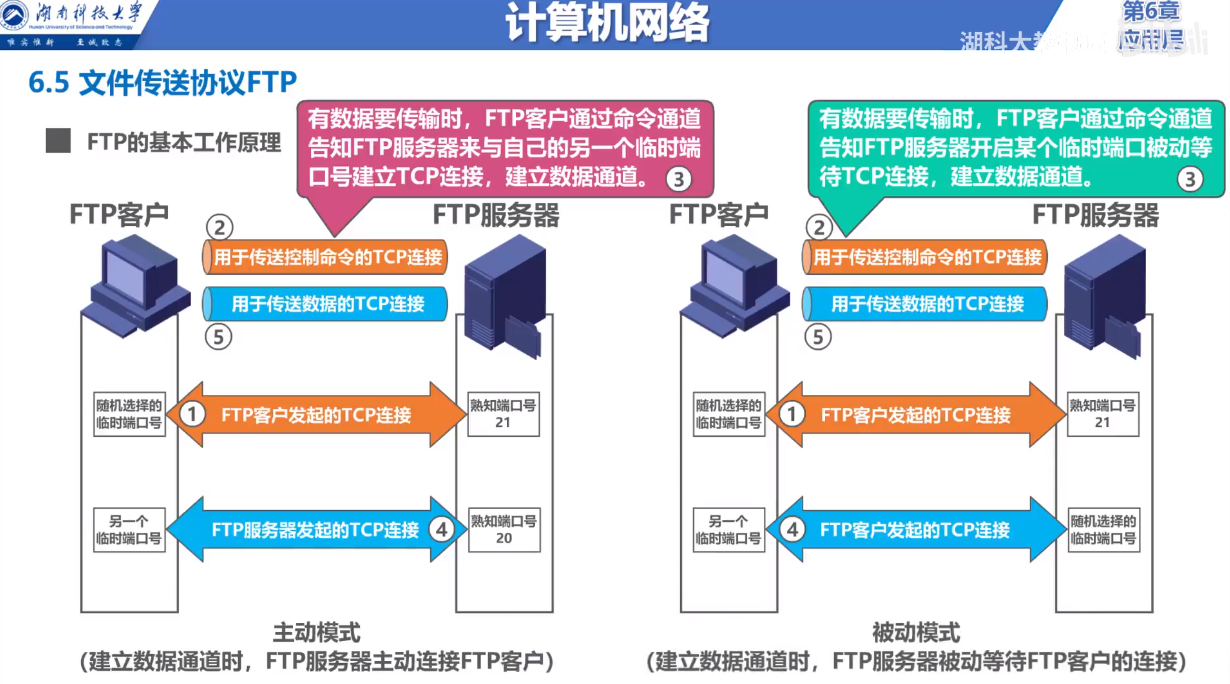 湖南科技大学
Hunan University of Science and Technology
唯实惟新 至诚致志
计算机网络
第6章
应用层
湖科大教
6.5 文件传送协议FTP
FTP的基本工作原理
有数据要传输时，FTP客户通过命令通道
告知FTP服务器来与自己的另一个临时端
口号建立TCP连接，建立数据通道。 ③
FTP客户
FTP服务器
②
用于传送控制命令的TCP连接
用于传送数据的TCP连接
⑤
随机选择的
临时端口号
① FTP客户发起的TCP连接
熟知端口号
21
另一个
临时端口号
FTP服务器发起的TCP连接 ④
熟知端口号
20
主动模式
(建立数据通道时，FTP服务器主动连接FTP客户)
有数据要传输时，FTP客户通过命令通道
告知FTP服务器开启某个临时端口被动等
待TCP连接，建立数据通道。 ③
FTP客户
FTP服务器
②
用于传送控制命令的TCP连接
用于传送数据的TCP连接
⑤
随机选择的
临时端口号
① FTP客户发起的TCP连接
熟知端口号
21
另一个
临时端口号
④ FTP客户发起的TCP连接
随机选择的
临时端口号
被动模式
(建立数据通道时，FTP服务器被动等待FTP客户的连接)